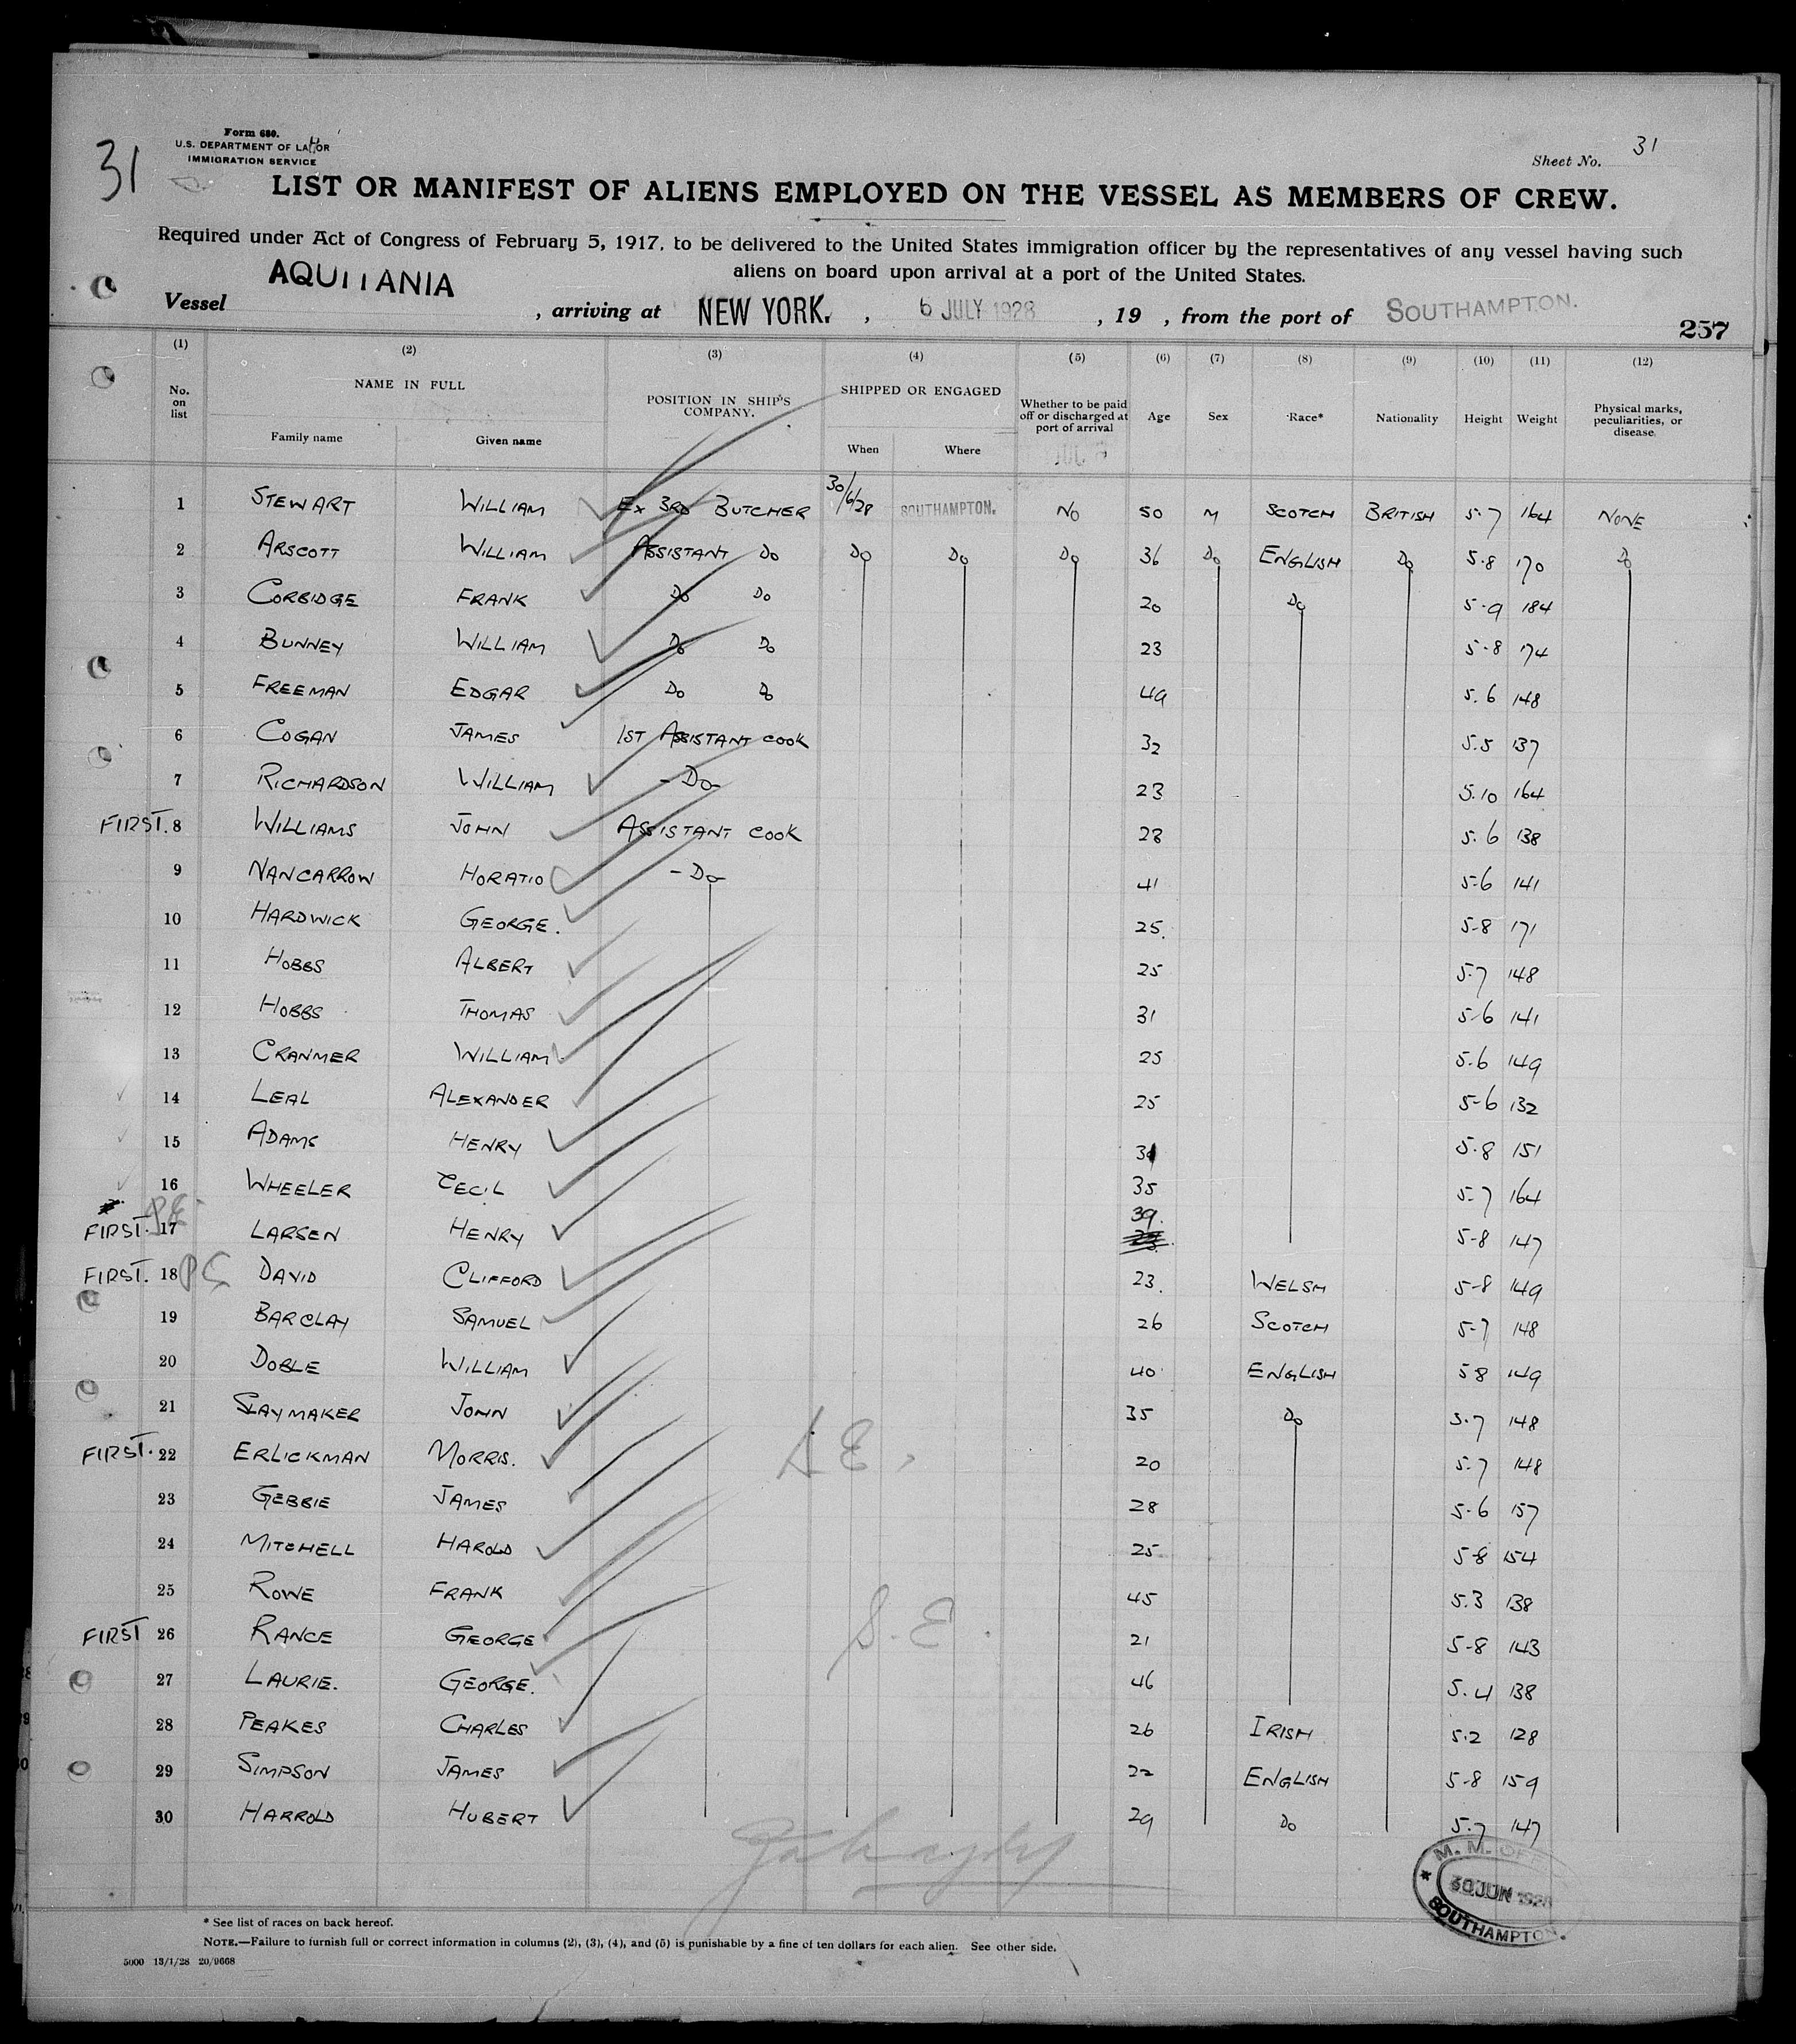 31
Form 680.
U.S. DEPARTMENT OF LABOR
IMMIGRATION SERVICE
Sheet No. 31
LIST OR MANIFEST OF ALIENS EMPLOYED ON THE VESSEL AS MEMBERS OF CREW.
Required under Act of Congress of February 5, 1917, to be delivered to the United States immigration officer by the representatives of any vessel having such
aliens on board upon arrival at a port of the United States.
Vessel AQUITANIA, arriving at NEW YORK. , 6 JULY 1928, 19 , from the port of SOUTHAMPTON.
257
(1) (2) (3) (4) (5) (6) (7) (8) (9) (10) (11) (12)
No. on list NAME IN FULL POSITION IN SHIP'S COMPANY. SHIPPED OR ENGAGED Whether to be paid off or discharged at port of arrival Age Sex Race* Nationality Height Weight Physical marks, peculiarities, or disease.
Family name Given name When Where
1 STEWART WILLIAM EX 3RD BUTCHER 30/6/28 SOUTHAMPTON. NO 50 M SCOTCH BRITISH 5.7 164 NONE
2 ARSCOTT WILLIAM ASSISTANT DO DO DO DO 36 DO ENGLISH DO 5.8 170 DO
3 CORBIDGE FRANK DO DO 20 DO 5-9 184
4 BUNNEY WILLIAM DO DO 23 5-8 174
5 FREEMAN EDGAR DO DO 49 5.6 148
6 COGAN JAMES 1ST ASSISTANT COOK 32 5.5 137
7 RICHARDSON WILLIAM -DO- 23 5.10 164
FIRST. 8 WILLIAMS JOHN ASSISTANT COOK 28 5.6 138
9 NANCARROW HORATIO -DO- 41 5-6 141
10 HARDWICK GEORGE. 25. 5-8 171
11 HOBBS ALBERT 25 5.7 148
12 HOBBS THOMAS 31 5-6 141
13 CRANMER WILLIAM 25 5.6 149
14 LEAL ALEXANDER 25 5-6 132
15 ADAMS HENRY 31 5.8 151
16 WHEELER CECIL 35 5-7 164
FIRST. 17 LARSEN HENRY 39. 5-8 147
FIRST. 18 DAVID CLIFFORD 23. WELSH 5-8 149
19 BARCLAY SAMUEL 26 SCOTCH 5-7 148
20 DOBLE WILLIAM 40 ENGLISH 5 8 149
21 SLAYMAKER JOHN 35 DO 5.7 148
FIRST. 22 ERLICKMAN MORRIS. 20 5.7 148
23 GEBBIE JAMES 28 5-6 157
24 MITCHELL HAROLD 25 5-8 154
25 ROWE FRANK 45 5.3 138
FIRST 26 RANCE GEORGE 21 5-8 143
27 LAURIE. GEORGE. 46 5.4 138
28 PEAKES CHARLES 26 IRISH 5.2 128
29 SIMPSON JAMES 22 ENGLISH 5-8 159
30 HARROLD HUBERT 29 DO 5.7 147
S.E.
30 JUN 1928
SOUTHAMPTON.
* See list of races on back hereof.
NOTE.—Failure to furnish full or correct information in columns (2), (3), (4), and (5) is punishable by a fine of ten dollars for each alien. See other side.
5000 13/1/28 20/9668